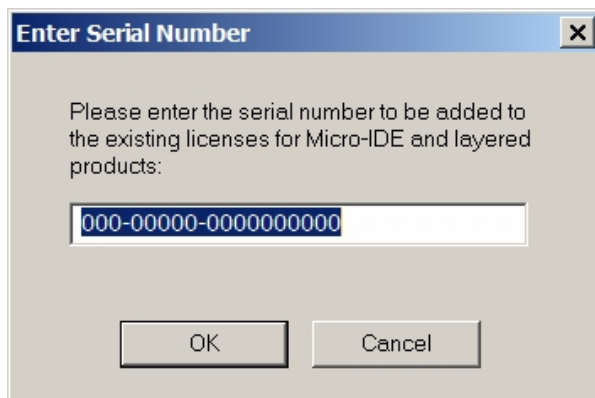 Enter Serial Number
Please enter the serial number to be added to
the existing licenses for Micro-IDE and layered
products:
000-00000-0000000000
OK Cancel